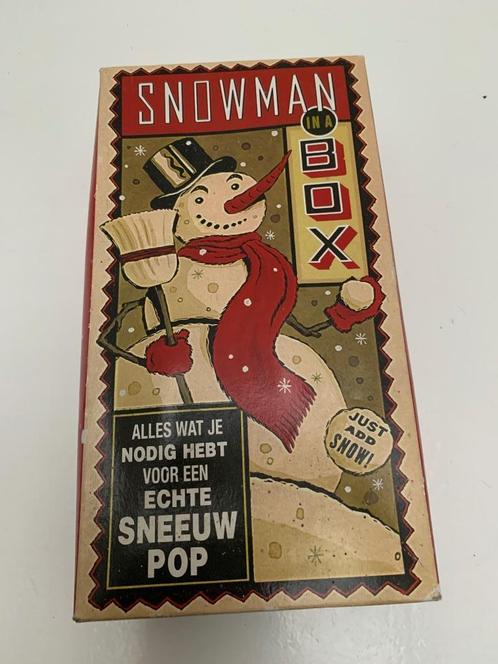 SNOWMAN
IN A
BOX
JUST
ADD
SNOW!
ALLES WAT JE
NODIG HEBT
VOOR EEN
ECHTE
SNEEUW
POP